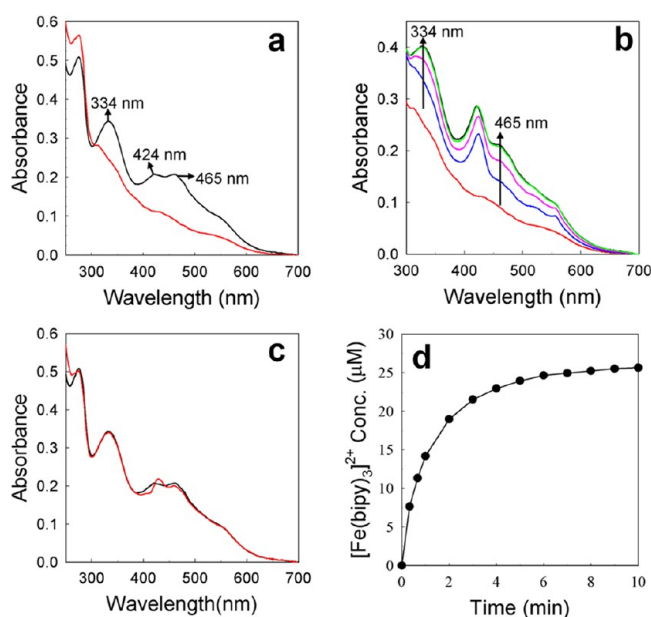 a
0.6
0.5
0.4
0.3
0.2
0.1
0.0
Absorbance
334 nm
424 nm
465 nm
300 400 500 600 700
Wavelength (nm)
b
0.4
0.3
0.2
0.1
0.0
Absorbance
334 nm
465 nm
300 400 500 600 700
Wavelength (nm)
c
0.6
0.5
0.4
0.3
0.2
0.1
0.0
Absorbance
300 400 500 600 700
Wavelength(nm)
d
30
25
20
15
10
5
0
[Fe(bipy)₃]²⁺ Conc. (μM)
0 2 4 6 8 10
Time (min)